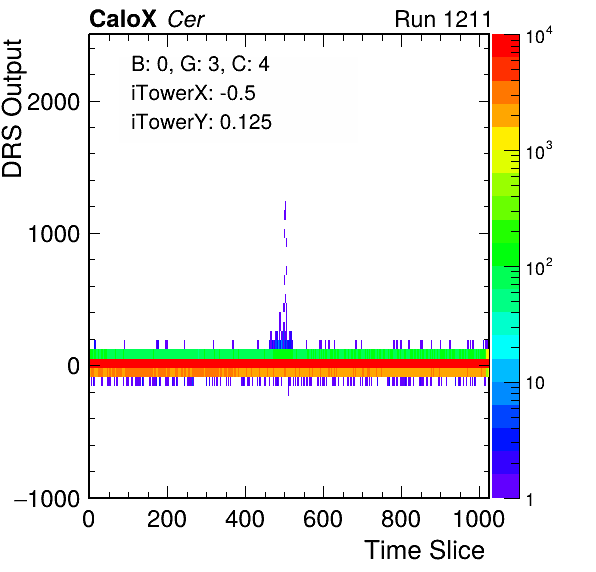 CaloX Cer Run 1211
DRS Output
B: 0, G: 3, C: 4
iTowerX: -0.5
iTowerY: 0.125
2000
1000
0
−1000
0 200 400 600 800 1000
Time Slice
10^4
10^3
10^2
10
1